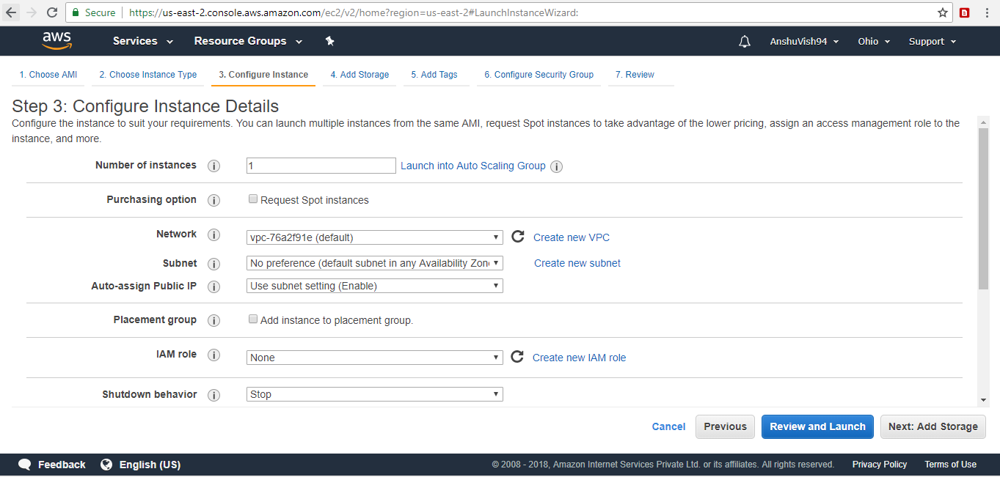 Secure https://us-east-2.console.aws.amazon.com/ec2/v2/home?region=us-east-2#LaunchInstanceWizard:
aws Services Resource Groups AnshuVish94 Ohio Support
1. Choose AMI 2. Choose Instance Type 3. Configure Instance 4. Add Storage 5. Add Tags 6. Configure Security Group 7. Review
Step 3: Configure Instance Details
Configure the instance to suit your requirements. You can launch multiple instances from the same AMI, request Spot instances to take advantage of the lower pricing, assign an access management role to the
instance, and more.
Number of instances i 1 Launch into Auto Scaling Group i
Purchasing option i Request Spot instances
Network i vpc-76a2f91e (default) Create new VPC
Subnet i No preference (default subnet in any Availability Zon Create new subnet
Auto-assign Public IP i Use subnet setting (Enable)
Placement group i Add instance to placement group.
IAM role i None Create new IAM role
Shutdown behavior i Stop
Cancel Previous Review and Launch Next: Add Storage
Feedback English (US) © 2008 - 2018, Amazon Internet Services Private Ltd. or its affiliates. All rights reserved. Privacy Policy Terms of Use